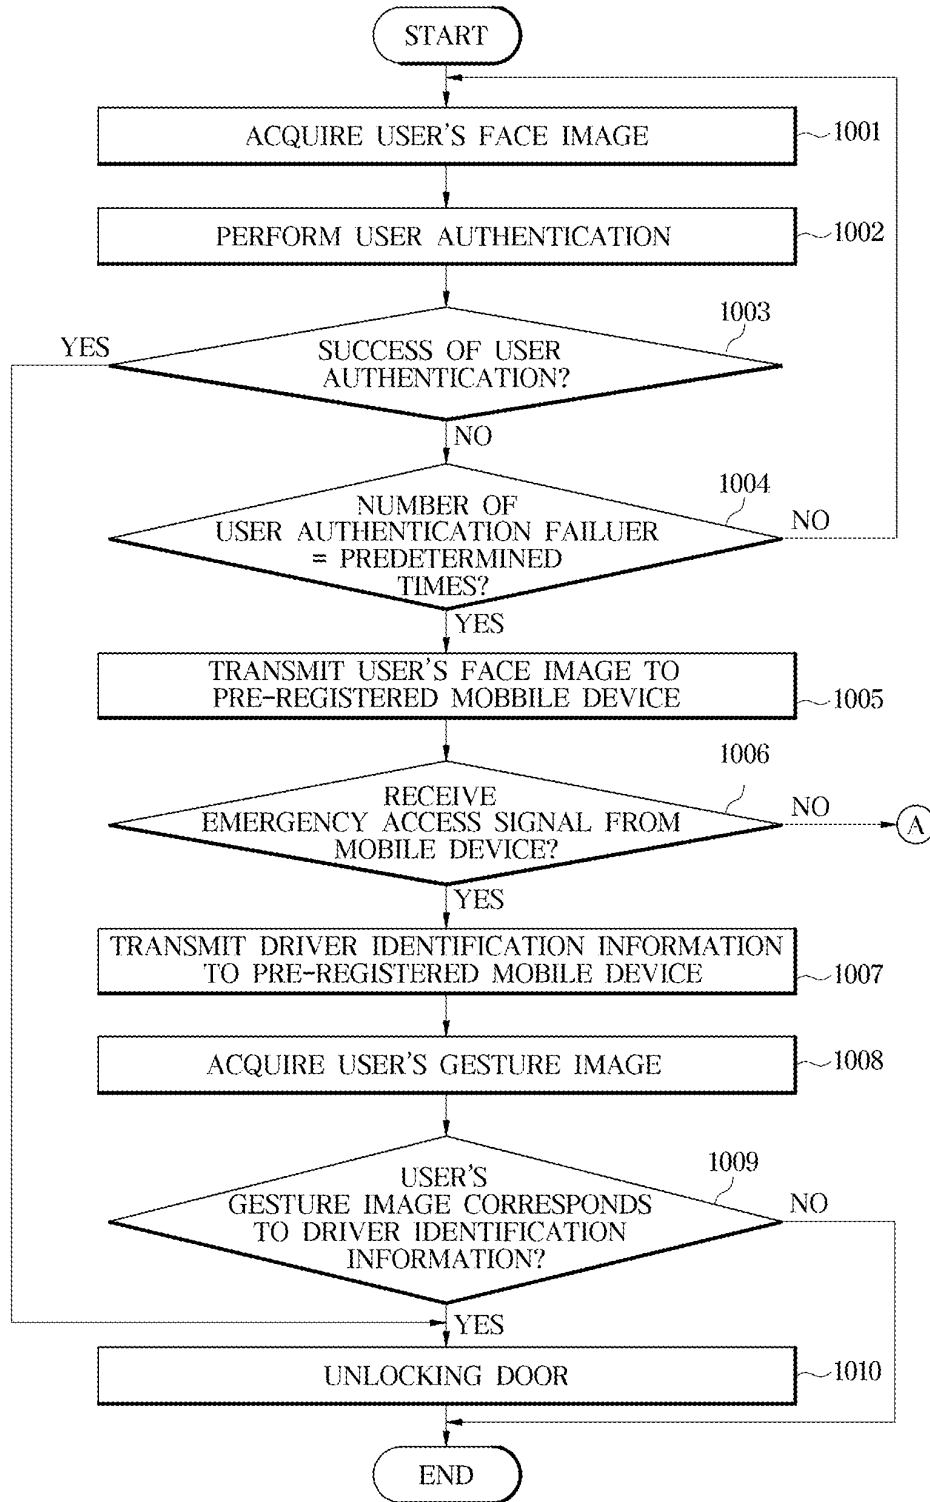 START
ACQUIRE USER'S FACE IMAGE
1001
PERFORM USER AUTHENTICATION
1002
1003
YES
SUCCESS OF USER
AUTHENTICATION?
NO
1004
NUMBER OF
USER AUTHENTICATION FAILUER
= PREDETERMINED
TIMES?
NO
YES
TRANSMIT USER'S FACE IMAGE TO
PRE-REGISTERED MOBBILE DEVICE
1005
1006
RECEIVE
EMERGENCY ACCESS SIGNAL FROM
MOBILE DEVICE?
NO
A
YES
TRANSMIT DRIVER IDENTIFICATION INFORMATION
TO PRE-REGISTERED MOBILE DEVICE
1007
ACQUIRE USER'S GESTURE IMAGE
1008
1009
USER'S
GESTURE IMAGE CORRESPONDS
TO DRIVER IDENTIFICATION
INFORMATION?
NO
YES
UNLOCKING DOOR
1010
END